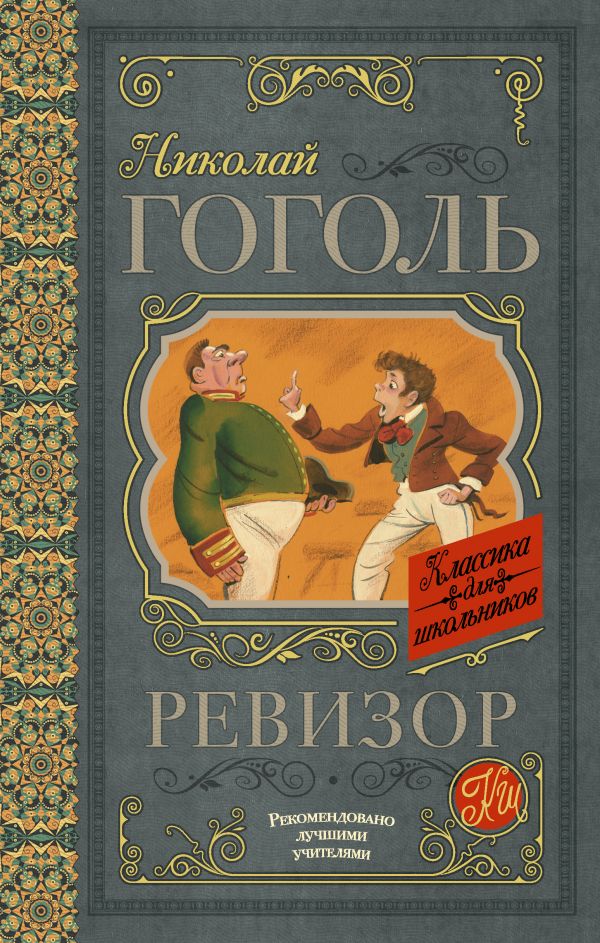 Николай
ГОГОЛЬ
Классика
для
школьников
РЕВИЗОР
КШ
Рекомендовано
лучшими
учителями